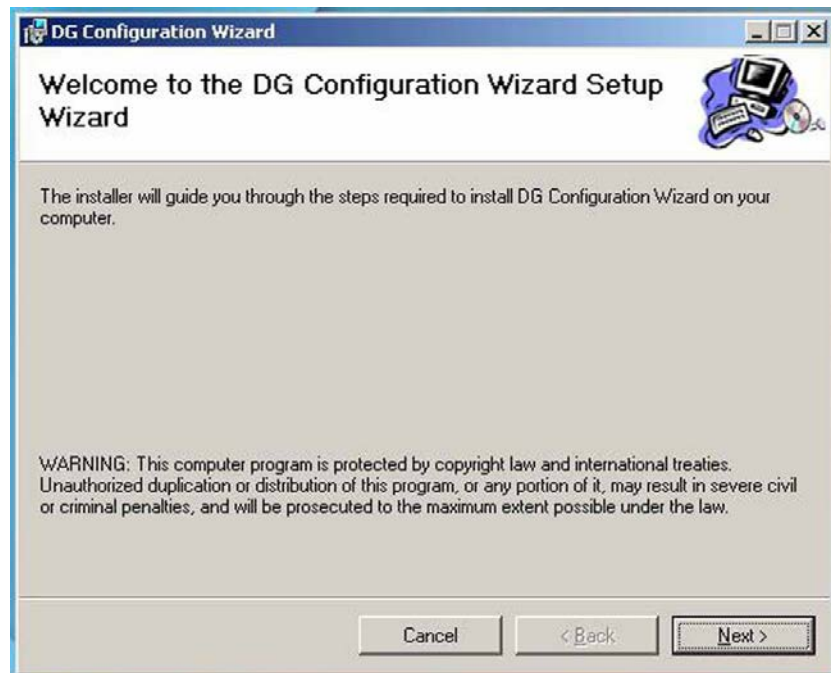 DG Configuration Wizard
Welcome to the DG Configuration Wizard Setup
Wizard
The installer will guide you through the steps required to install DG Configuration Wizard on your
computer.
WARNING: This computer program is protected by copyright law and international treaties.
Unauthorized duplication or distribution of this program, or any portion of it, may result in severe civil
or criminal penalties, and will be prosecuted to the maximum extent possible under the law.
Cancel < Back Next >